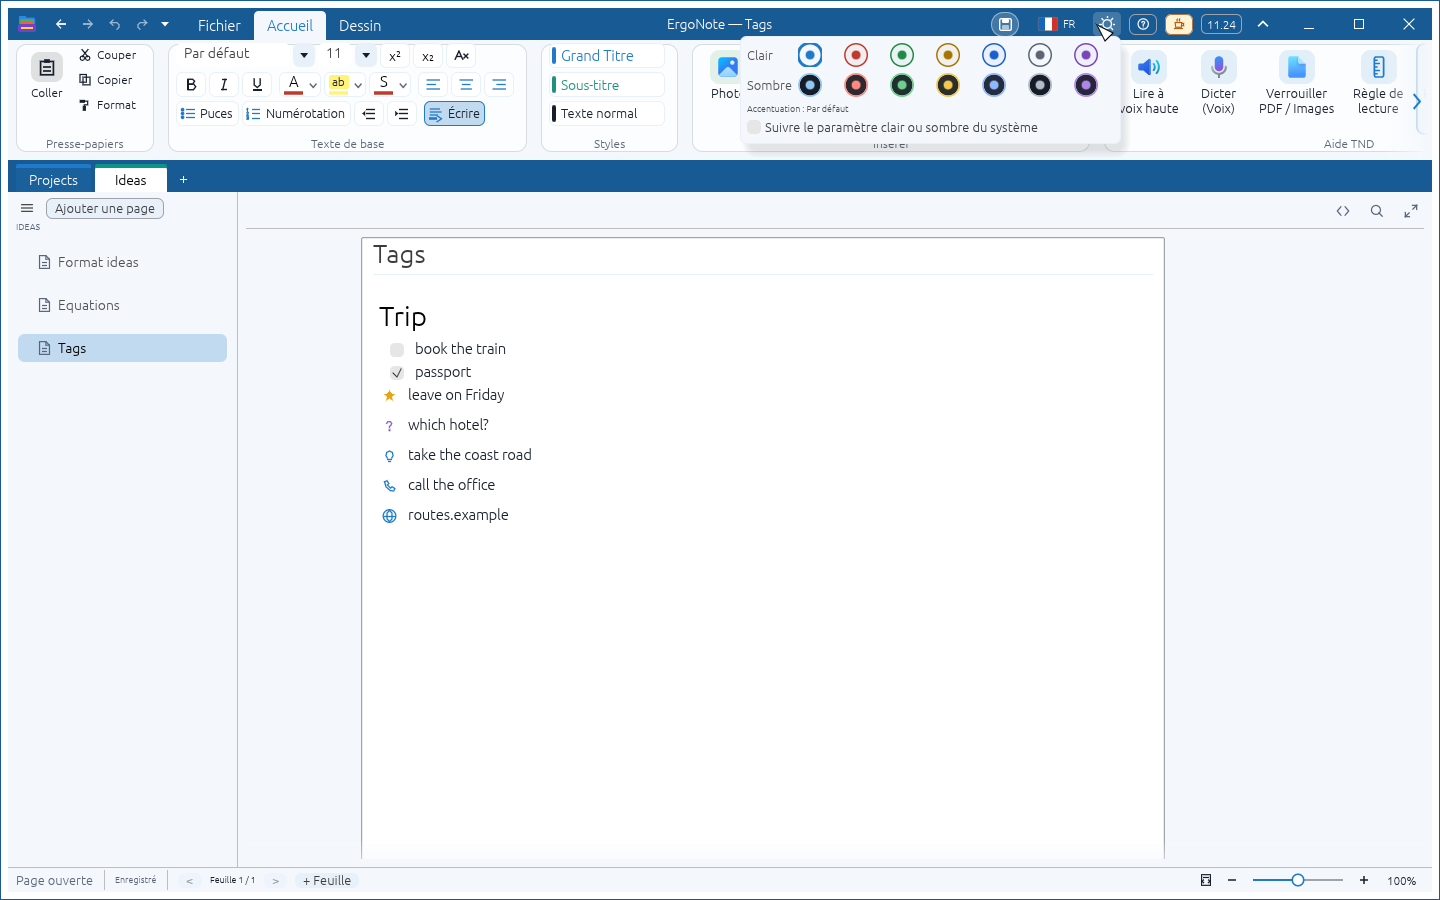 Fichier Accueil Dessin ErgoNote — Tags FR 11.24
Coller
Couper
Copier
Format
Presse-papiers
Par défaut 11 x² x₂ A×
B I U A ab S
Puces Numérotation Écrire
Texte de base
Grand Titre
Sous-titre
Texte normal
Styles
Clair
Sombre
Accentuation : Par défaut
Suivre le paramètre clair ou sombre du système
Lire à
voix haute
Dicter
(Voix)
Verrouiller
PDF / Images
Règle de
lecture
Aide TND
Projects Ideas +
Ajouter une page
IDEAS
Format ideas
Equations
Tags
Tags
Trip
book the train
passport
leave on Friday
? which hotel?
take the coast road
call the office
routes.example
Page ouverte Enregistré < Feuille 1 / 1 > + Feuille 100%